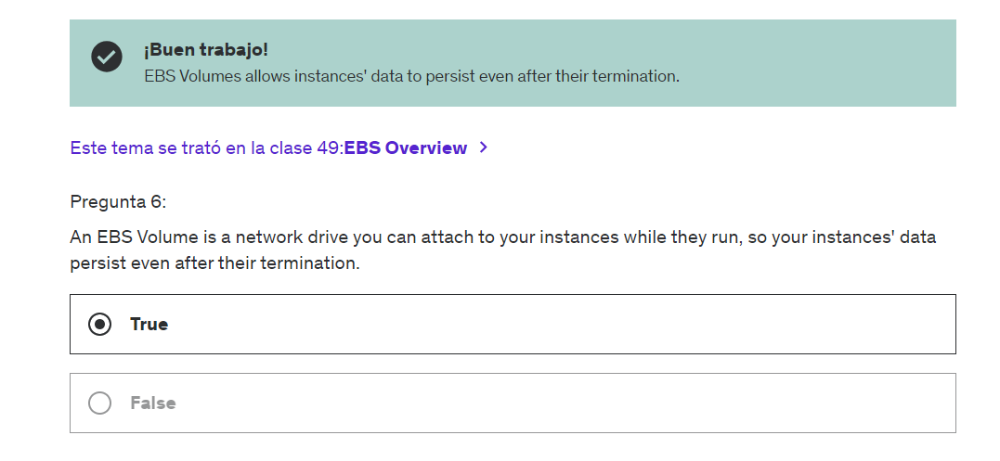 ¡Buen trabajo!
EBS Volumes allows instances' data to persist even after their termination.
Este tema se trató en la clase 49:EBS Overview
Pregunta 6:
An EBS Volume is a network drive you can attach to your instances while they run, so your instances' data
persist even after their termination.
True
False